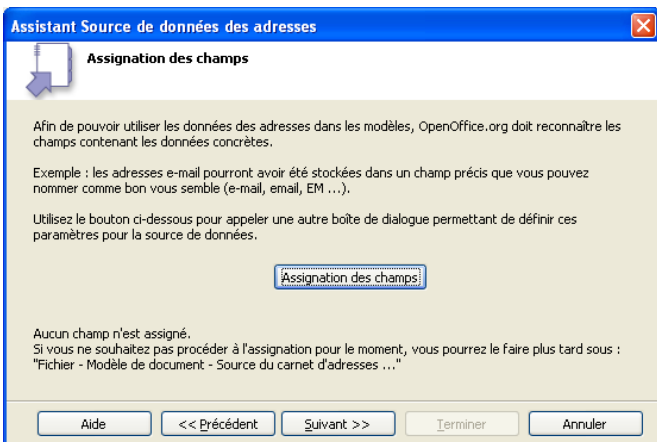 Assistant Source de données des adresses
Assignation des champs
Afin de pouvoir utiliser les données des adresses dans les modèles, OpenOffice.org doit reconnaître les
champs contenant les données concrètes.
Exemple : les adresses e-mail pourront avoir été stockées dans un champ précis que vous pouvez
nommer comme bon vous semble (e-mail, email, EM ...).
Utilisez le bouton ci-dessous pour appeler une autre boîte de dialogue permettant de définir ces
paramètres pour la source de données.
Assignation des champs
Aucun champ n'est assigné.
Si vous ne souhaitez pas procéder à l'assignation pour le moment, vous pourrez le faire plus tard sous :
"Fichier - Modèle de document - Source du carnet d'adresses ..."
Aide << Précédent Suivant >> Terminer Annuler